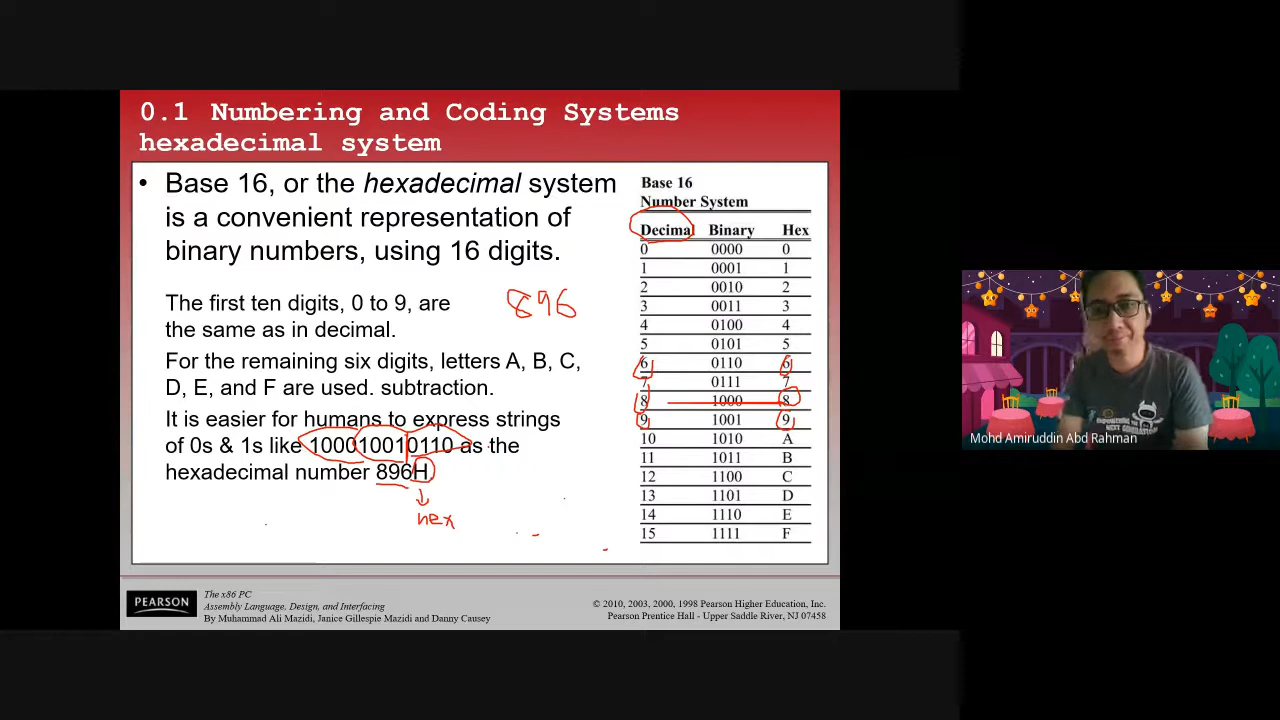 0.1 Numbering and Coding Systems
hexadecimal system
• Base 16, or the hexadecimal system
is a convenient representation of
binary numbers, using 16 digits.
The first ten digits, 0 to 9, are
the same as in decimal.
896
For the remaining six digits, letters A, B, C,
D, E, and F are used. subtraction.
It is easier for humans to express strings
of 0s & 1s like 100010010110 as the
hexadecimal number 896H
hex
Base 16
Number System
Decimal Binary Hex
0 0000 0
1 0001 1
2 0010 2
3 0011 3
4 0100 4
5 0101 5
6 0110 6
7 0111 7
8 1000 8
9 1001 9
10 1010 A
11 1011 B
12 1100 C
13 1101 D
14 1110 E
15 1111 F
PEARSON
The x86 PC
Assembly Language, Design, and Interfacing
By Muhammad Ali Mazidi, Janice Gillespie Mazidi and Danny Causey
© 2010, 2003, 2000, 1998 Pearson Higher Education, Inc.
Pearson Prentice Hall - Upper Saddle River, NJ 07458
Mohd Amiruddin Abd Rahman